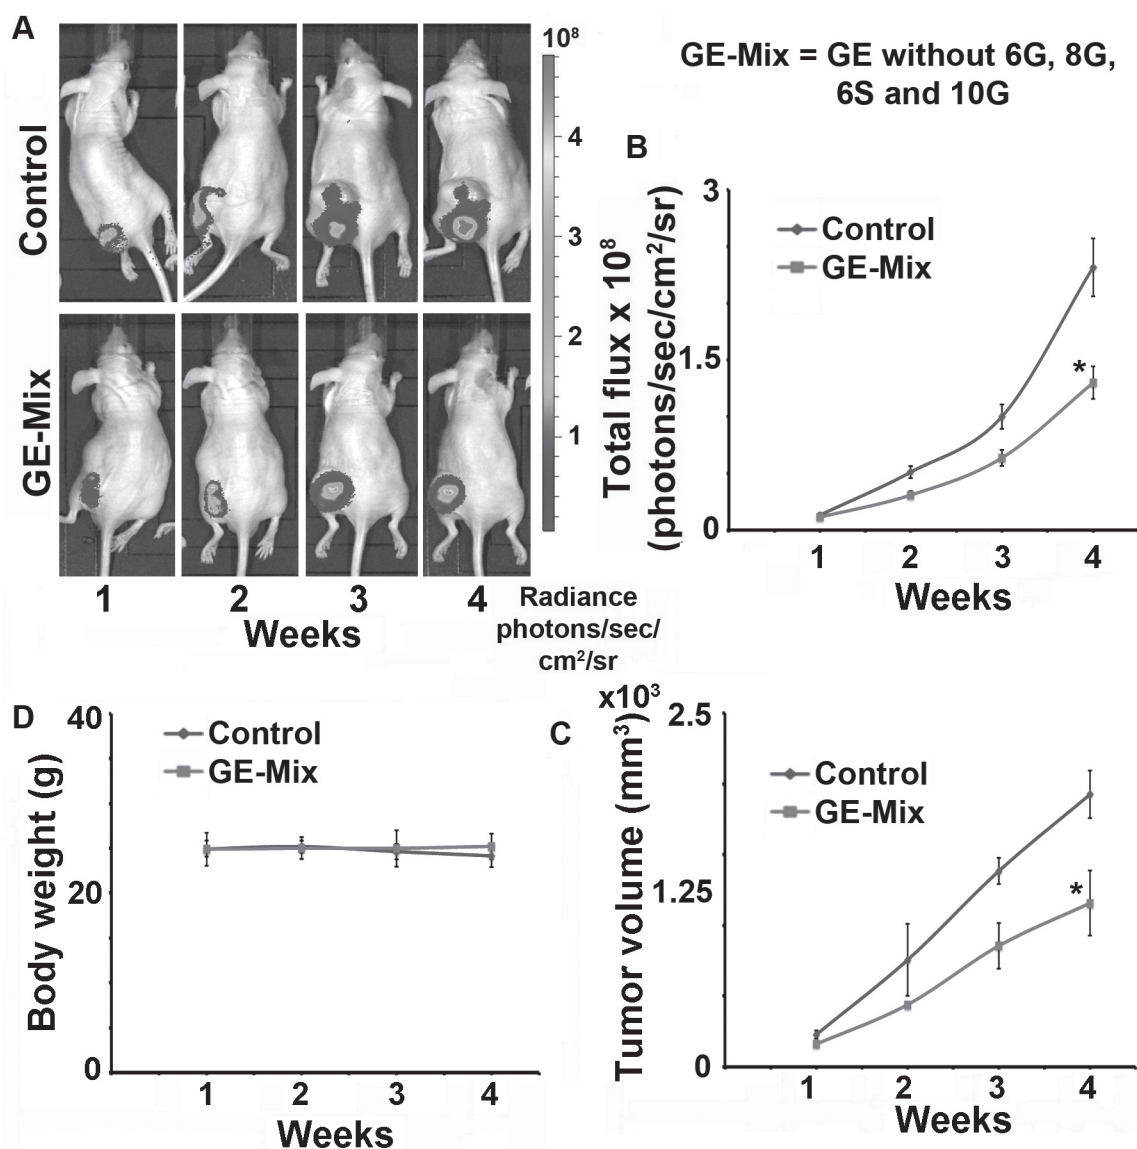 A
Control
GE-Mix
10⁸
4
3
2
1
1 2 3 4
Weeks
Radiance
photons/sec/
cm²/sr
GE-Mix = GE without 6G, 8G,
6S and 10G
B
Total flux x 10⁸
(photons/sec/cm²/sr)
3
1.5
0
Control
GE-Mix
*
1 2 3 4
Weeks
D
Body weight (g)
40
20
0
Control
GE-Mix
1 2 3 4
Weeks
C
x10³
Tumor volume (mm³)
2.5
1.25
0
Control
GE-Mix
*
1 2 3 4
Weeks